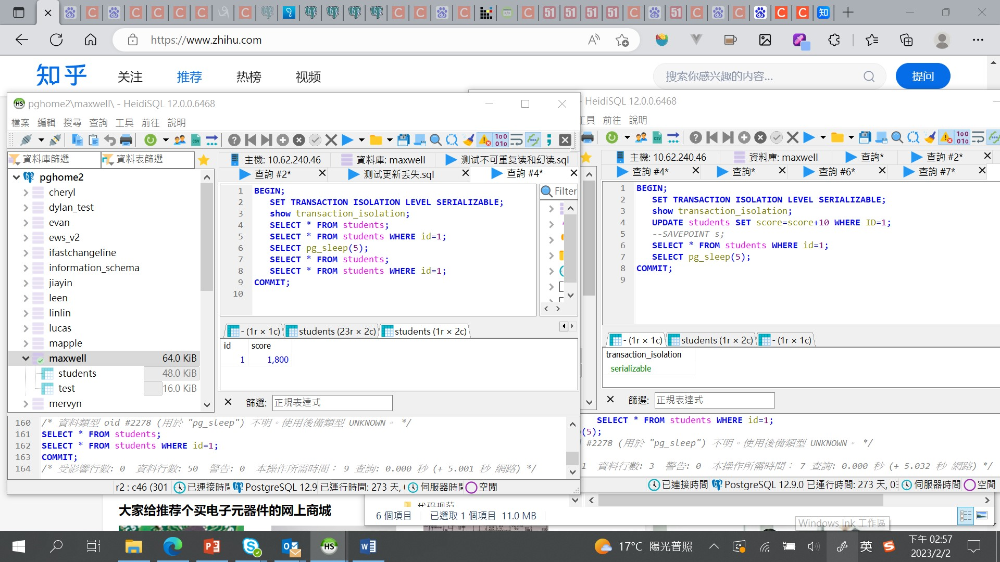 https://www.zhihu.com
知乎
关注
推荐
热榜
视频
搜索你感兴趣的内容...
提问
pghome2\maxwell\ - HeidiSQL 12.0.0.6468
檔案 編輯 搜尋 查詢 工具 前往 說明
資料庫篩選 資料表篩選
主機: 10.62.240.46 資料庫: maxwell 测试不可重复读和幻读.sql
查詢 #2* 测试更新丢失.sql 查詢 #4*
pghome2
cheryl
dylan_test
evan
ews_v2
ifastchangeline
information_schema
jiayin
leen
linlin
lucas
mapple
maxwell 64.0 KiB
students 48.0 KiB
test 16.0 KiB
mervyn
1 BEGIN;
2 SET TRANSACTION ISOLATION LEVEL SERIALIZABLE;
3 show transaction_isolation;
4 SELECT * FROM students;
5 SELECT * FROM students WHERE id=1;
6 SELECT pg_sleep(5);
7 SELECT * FROM students;
8 SELECT * FROM students WHERE id=1;
9 COMMIT;
10
Filter
- (1r × 1c) students (23r × 2c) students (1r × 2c)
id score
1 1,800
篩選: 正規表達式
160 /* 資料類型 oid #2278 (用於 "pg_sleep") 不明。使用後備類型 UNKNOWN。 */
161 SELECT * FROM students;
162 SELECT * FROM students WHERE id=1;
163 COMMIT;
164 /* 受影響行數: 0 資料行數: 50 警告: 0 本操作所需時間： 9 查詢: 0.000 秒 (+ 5.001 秒 網路) */
r2 : c46 (301 已連接時間 PostgreSQL 12.9 已運行時間: 273 天, 伺服器時間 空閒
- HeidiSQL 12.0.0.6468
工具 前往 說明
主機: 10.62.240.46 資料庫: maxwell 查詢* 查詢 #2*
查詢 #4* 查詢* 查詢 #6* 查詢 #7*
1 BEGIN;
2 SET TRANSACTION ISOLATION LEVEL SERIALIZABLE;
3 show transaction_isolation;
4 UPDATE students SET score=score+10 WHERE ID=1;
5 --SAVEPOINT s;
6 SELECT * FROM students WHERE id=1;
7 SELECT pg_sleep(5);
8 COMMIT;
9
- (1r × 1c) students (1r × 2c) - (1r × 1c)
transaction_isolation
serializable
篩選: 正規表達式
SELECT * FROM students WHERE id=1;
(5);
#2278 (用於 "pg_sleep") 不明。使用後備類型 UNKNOWN。 */
1 資料行數: 3 警告: 0 本操作所需時間： 7 查詢: 0.000 秒 (+ 5.032 秒 網路) */
已連接時間 PostgreSQL 12.9.0 已運行時間: 273 天, 03 伺服器時間 空閒
大家给推荐个买电子元器件的网上商城
代码规范
6 個項目 已選取 1 個項目 11.0 MB
Windows Ink 工作區
17°C 陽光普照
英
下午 02:57
2023/2/2